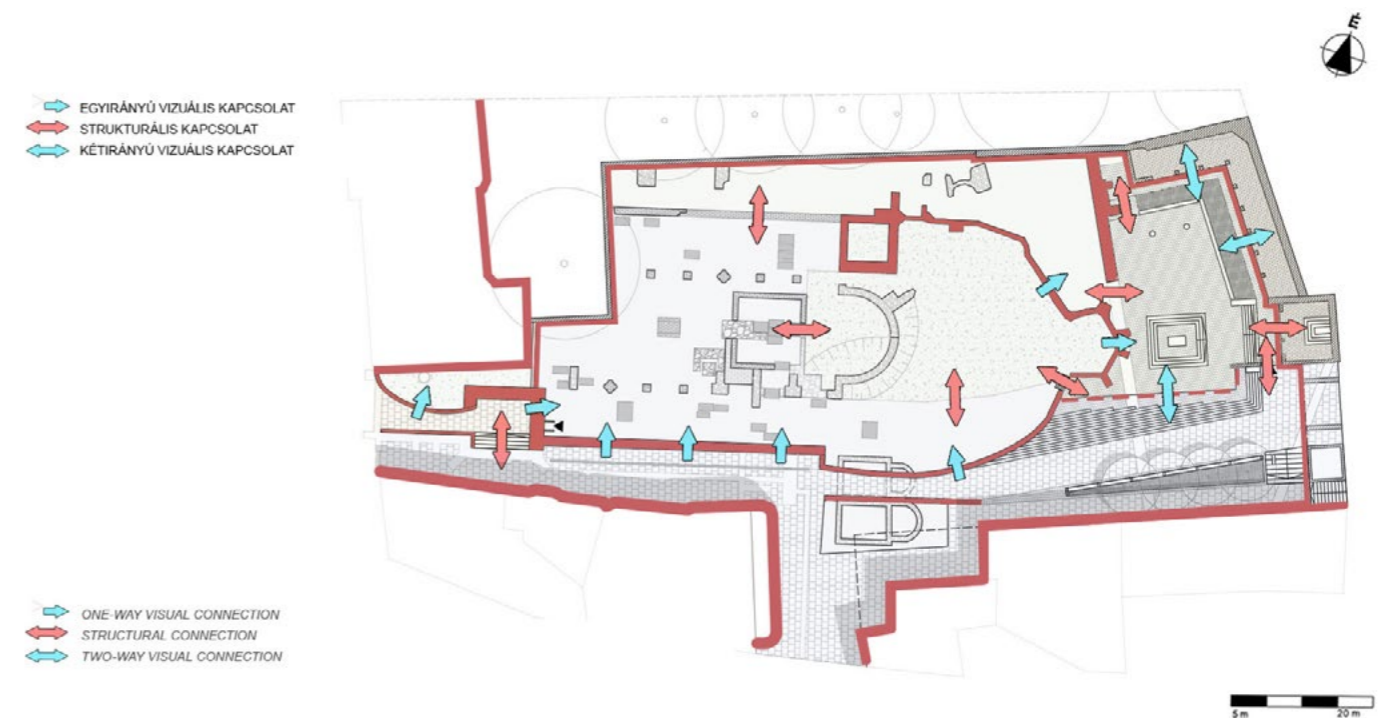 É
EGYIRÁNYÚ VIZUÁLIS KAPCSOLAT
STRUKTURÁLIS KAPCSOLAT
KÉTIRÁNYÚ VIZUÁLIS KAPCSOLAT
ONE-WAY VISUAL CONNECTION
STRUCTURAL CONNECTION
TWO-WAY VISUAL CONNECTION
5 m 20 m